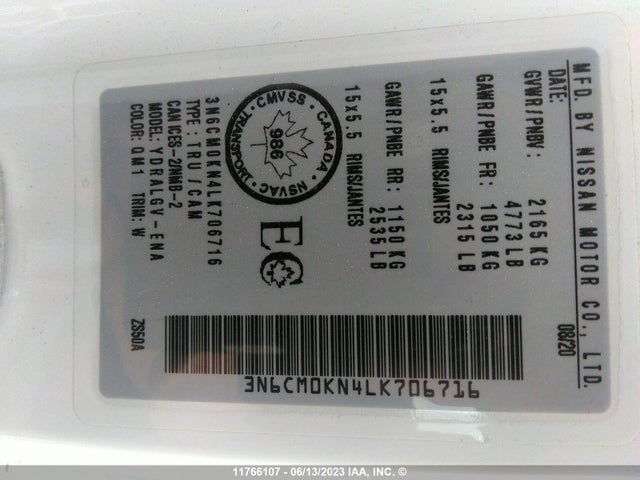 MFD. BY NISSAN MOTOR CO., LTD.
DATE: 08/20
GVWR/PNBV: 2165 KG
4773 LB
GAWR/PNBE FR: 1050 KG
2315 LB
15x5.5 RIMS/JANTES
GAWR/PNBE RR: 1150 KG
2535 LB
15x5.5 RIMS/JANTES
CMVSS · CANADA · NSVAC · TRANSPORT
986
EC
3N6CM0KN4LK706716
TYPE: TRU / CAM
CAN ICES-2/NMB-2
MODEL: YDRALGV-ENA
COLOR: QM1 TRIM: W
ZS50A
3N6CM0KN4LK706716
11766107 - 06/13/2023 IAA, INC. ©